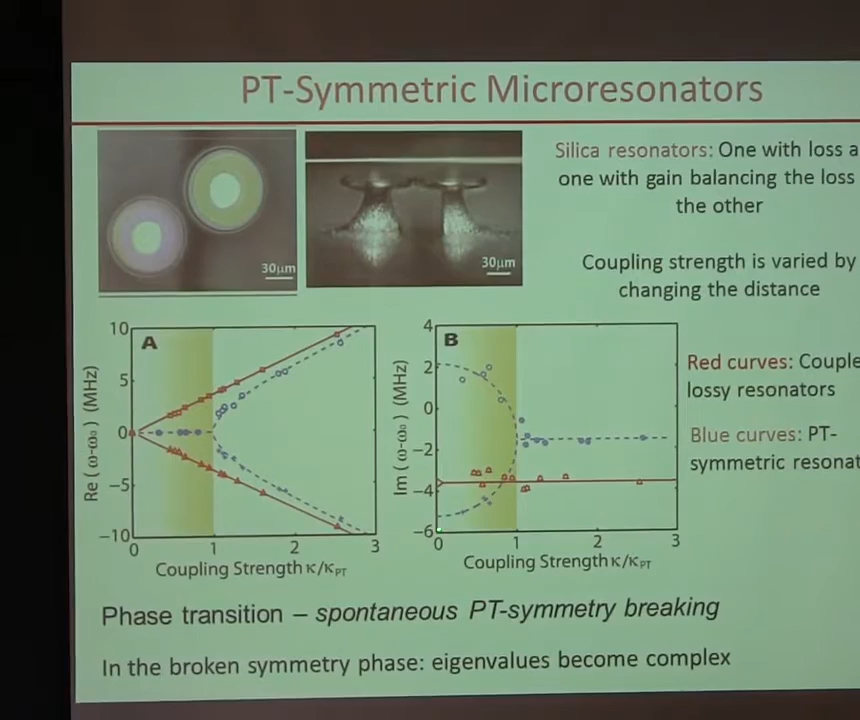 PT-Symmetric Microresonators
30μm
30μm
Silica resonators: One with loss a
one with gain balancing the loss
the other
Coupling strength is varied by
changing the distance
A
10
5
0
−5
−10
0
1
2
3
Re ( ω-ω₀ ) (MHz)
Coupling Strength κ/κPT
B
4
2
0
−2
−4
−6
0
1
2
3
Im ( ω-ω₀ ) (MHz)
Coupling Strength κ/κPT
Red curves: Couple
lossy resonators
Blue curves: PT-
symmetric resonat
Phase transition – spontaneous PT-symmetry breaking
In the broken symmetry phase: eigenvalues become complex